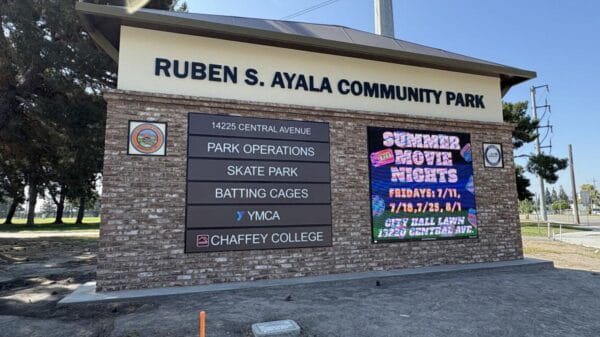 RUBEN S. AYALA COMMUNITY PARK
14225 CENTRAL AVENUE
PARK OPERATIONS
SKATE PARK
BATTING CAGES
YMCA
CHAFFEY COLLEGE
SUMMER
MOVIE
NIGHTS
FRIDAYS: 7/11,
7/18, 7/25, & 8/1
CITY HALL LAWN
13220 CENTRAL AVE.